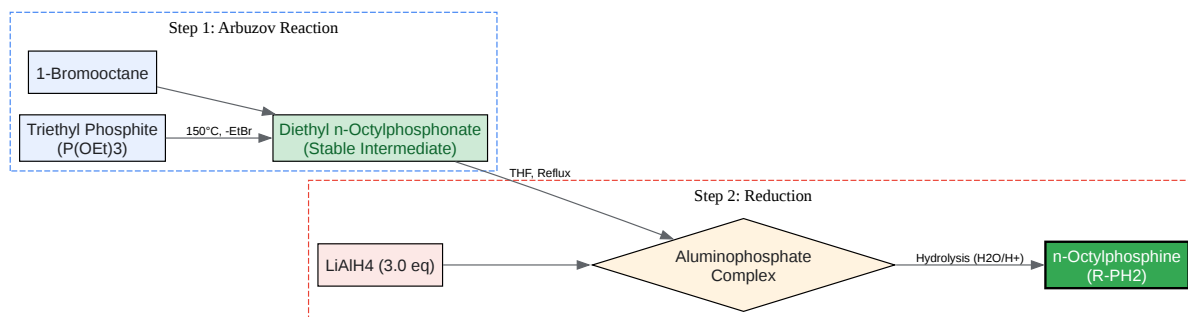 Step 1: Arbuzov Reaction
1-Bromooctane
Triethyl Phosphite
(P(OEt)3)
150°C, -EtBr
Diethyl n-Octylphosphonate
(Stable Intermediate)
THF, Reflux
Step 2: Reduction
LiAlH4 (3.0 eq)
Aluminophosphate
Complex
Hydrolysis (H2O/H+)
n-Octylphosphine
(R-PH2)